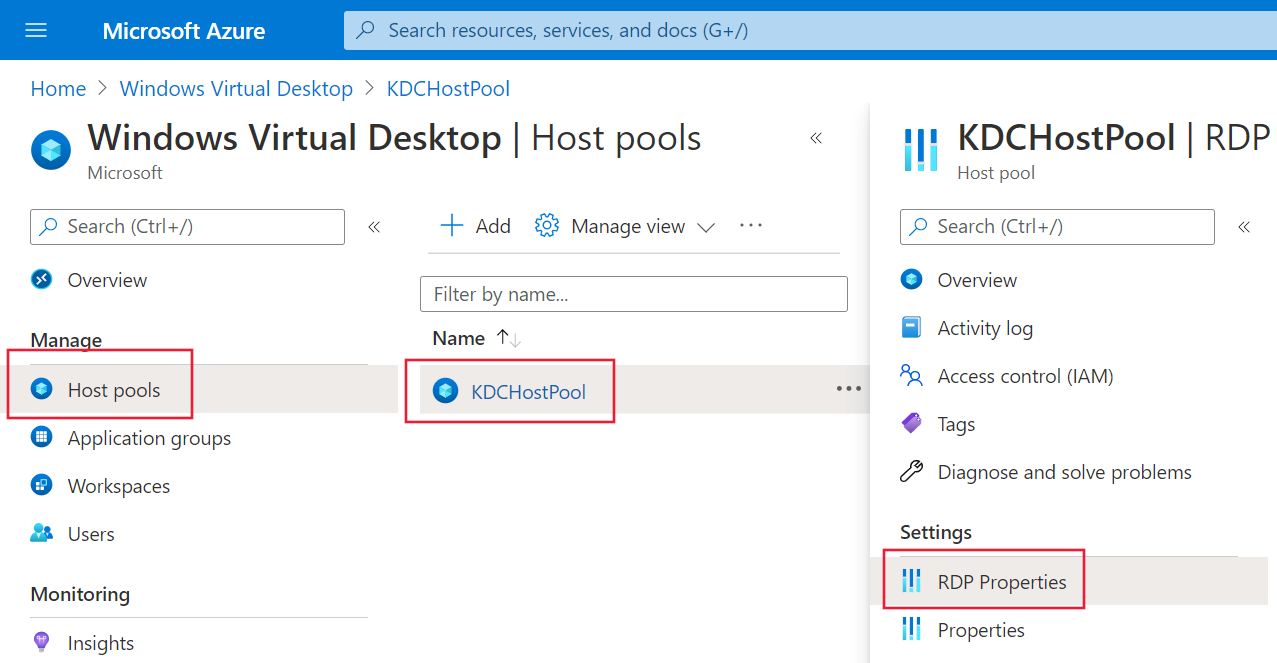 Microsoft Azure
Search resources, services, and docs (G+/)
Home > Windows Virtual Desktop > KDCHostPool
Windows Virtual Desktop | Host pools
Microsoft
Search (Ctrl+/)
Overview
Manage
Host pools
Application groups
Workspaces
Users
Monitoring
Insights
Add
Manage view
Filter by name...
Name
KDCHostPool
KDCHostPool | RDP
Host pool
Search (Ctrl+/)
Overview
Activity log
Access control (IAM)
Tags
Diagnose and solve problems
Settings
RDP Properties
Properties